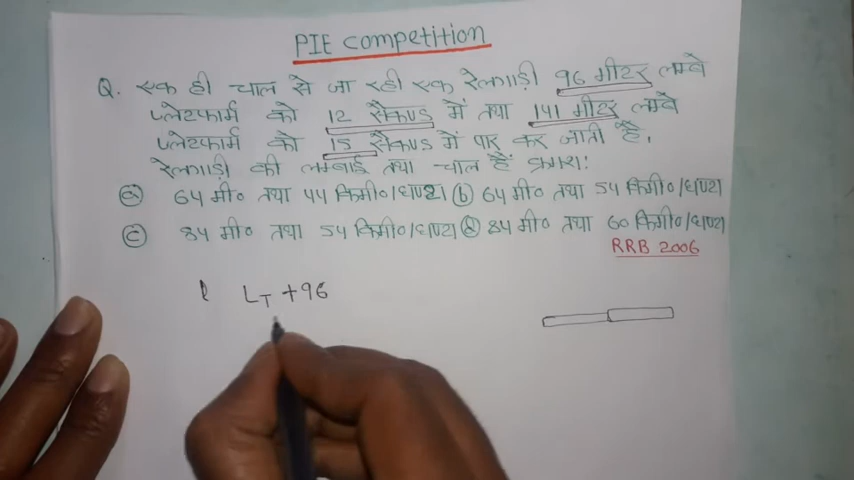 PIE competition
Q. एक ही चाल से जा रही एक रेलगाड़ी 96 मीटर लम्बे
प्लेटफार्म को 12 सैकण्ड में तथा 141 मीटर लम्बे
प्लेटफार्म को 15 सैकण्ड में पार कर जाती है,
रेलगाड़ी की लम्बाई तथा चाल हैं क्रमशः!
(a) 64 मी० तथा 44 किमी०/घण्टा (b) 64 मी० तथा 54 किमी०/घण्टा
(c) 84 मी० तथा 54 किमी०/घण्टा (d) 84 मी० तथा 60 किमी०/घण्टा
RRB 2006
l LT + 96